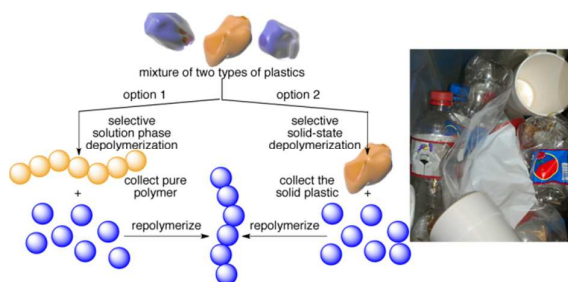 mixture of two types of plastics
option 1
option 2
selective
solution phase
depolymerization
selective
solid-state
depolymerization
collect pure
polymer
collect the
solid plastic
+
+
repolymerize
repolymerize